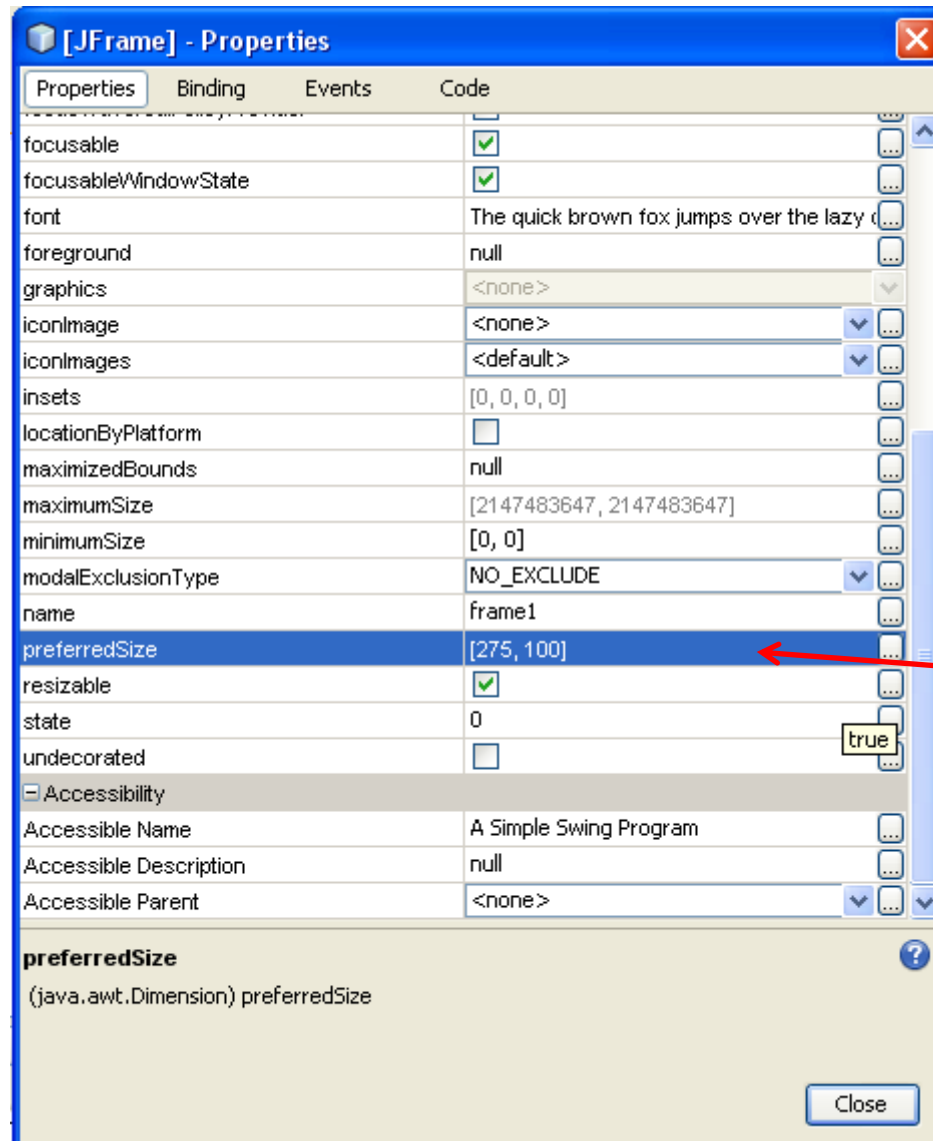 [JFrame] - Properties
Properties Binding Events Code
focusable
focusableWindowState
font The quick brown fox jumps over the lazy
foreground null
graphics <none>
iconImage <none>
iconImages <default>
insets [0, 0, 0, 0]
locationByPlatform
maximizedBounds null
maximumSize [2147483647, 2147483647]
minimumSize [0, 0]
modalExclusionType NO_EXCLUDE
name frame1
preferredSize [275, 100]
resizable
state 0
true
undecorated
Accessibility
Accessible Name A Simple Swing Program
Accessible Description null
Accessible Parent <none>
preferredSize
(java.awt.Dimension) preferredSize
Close